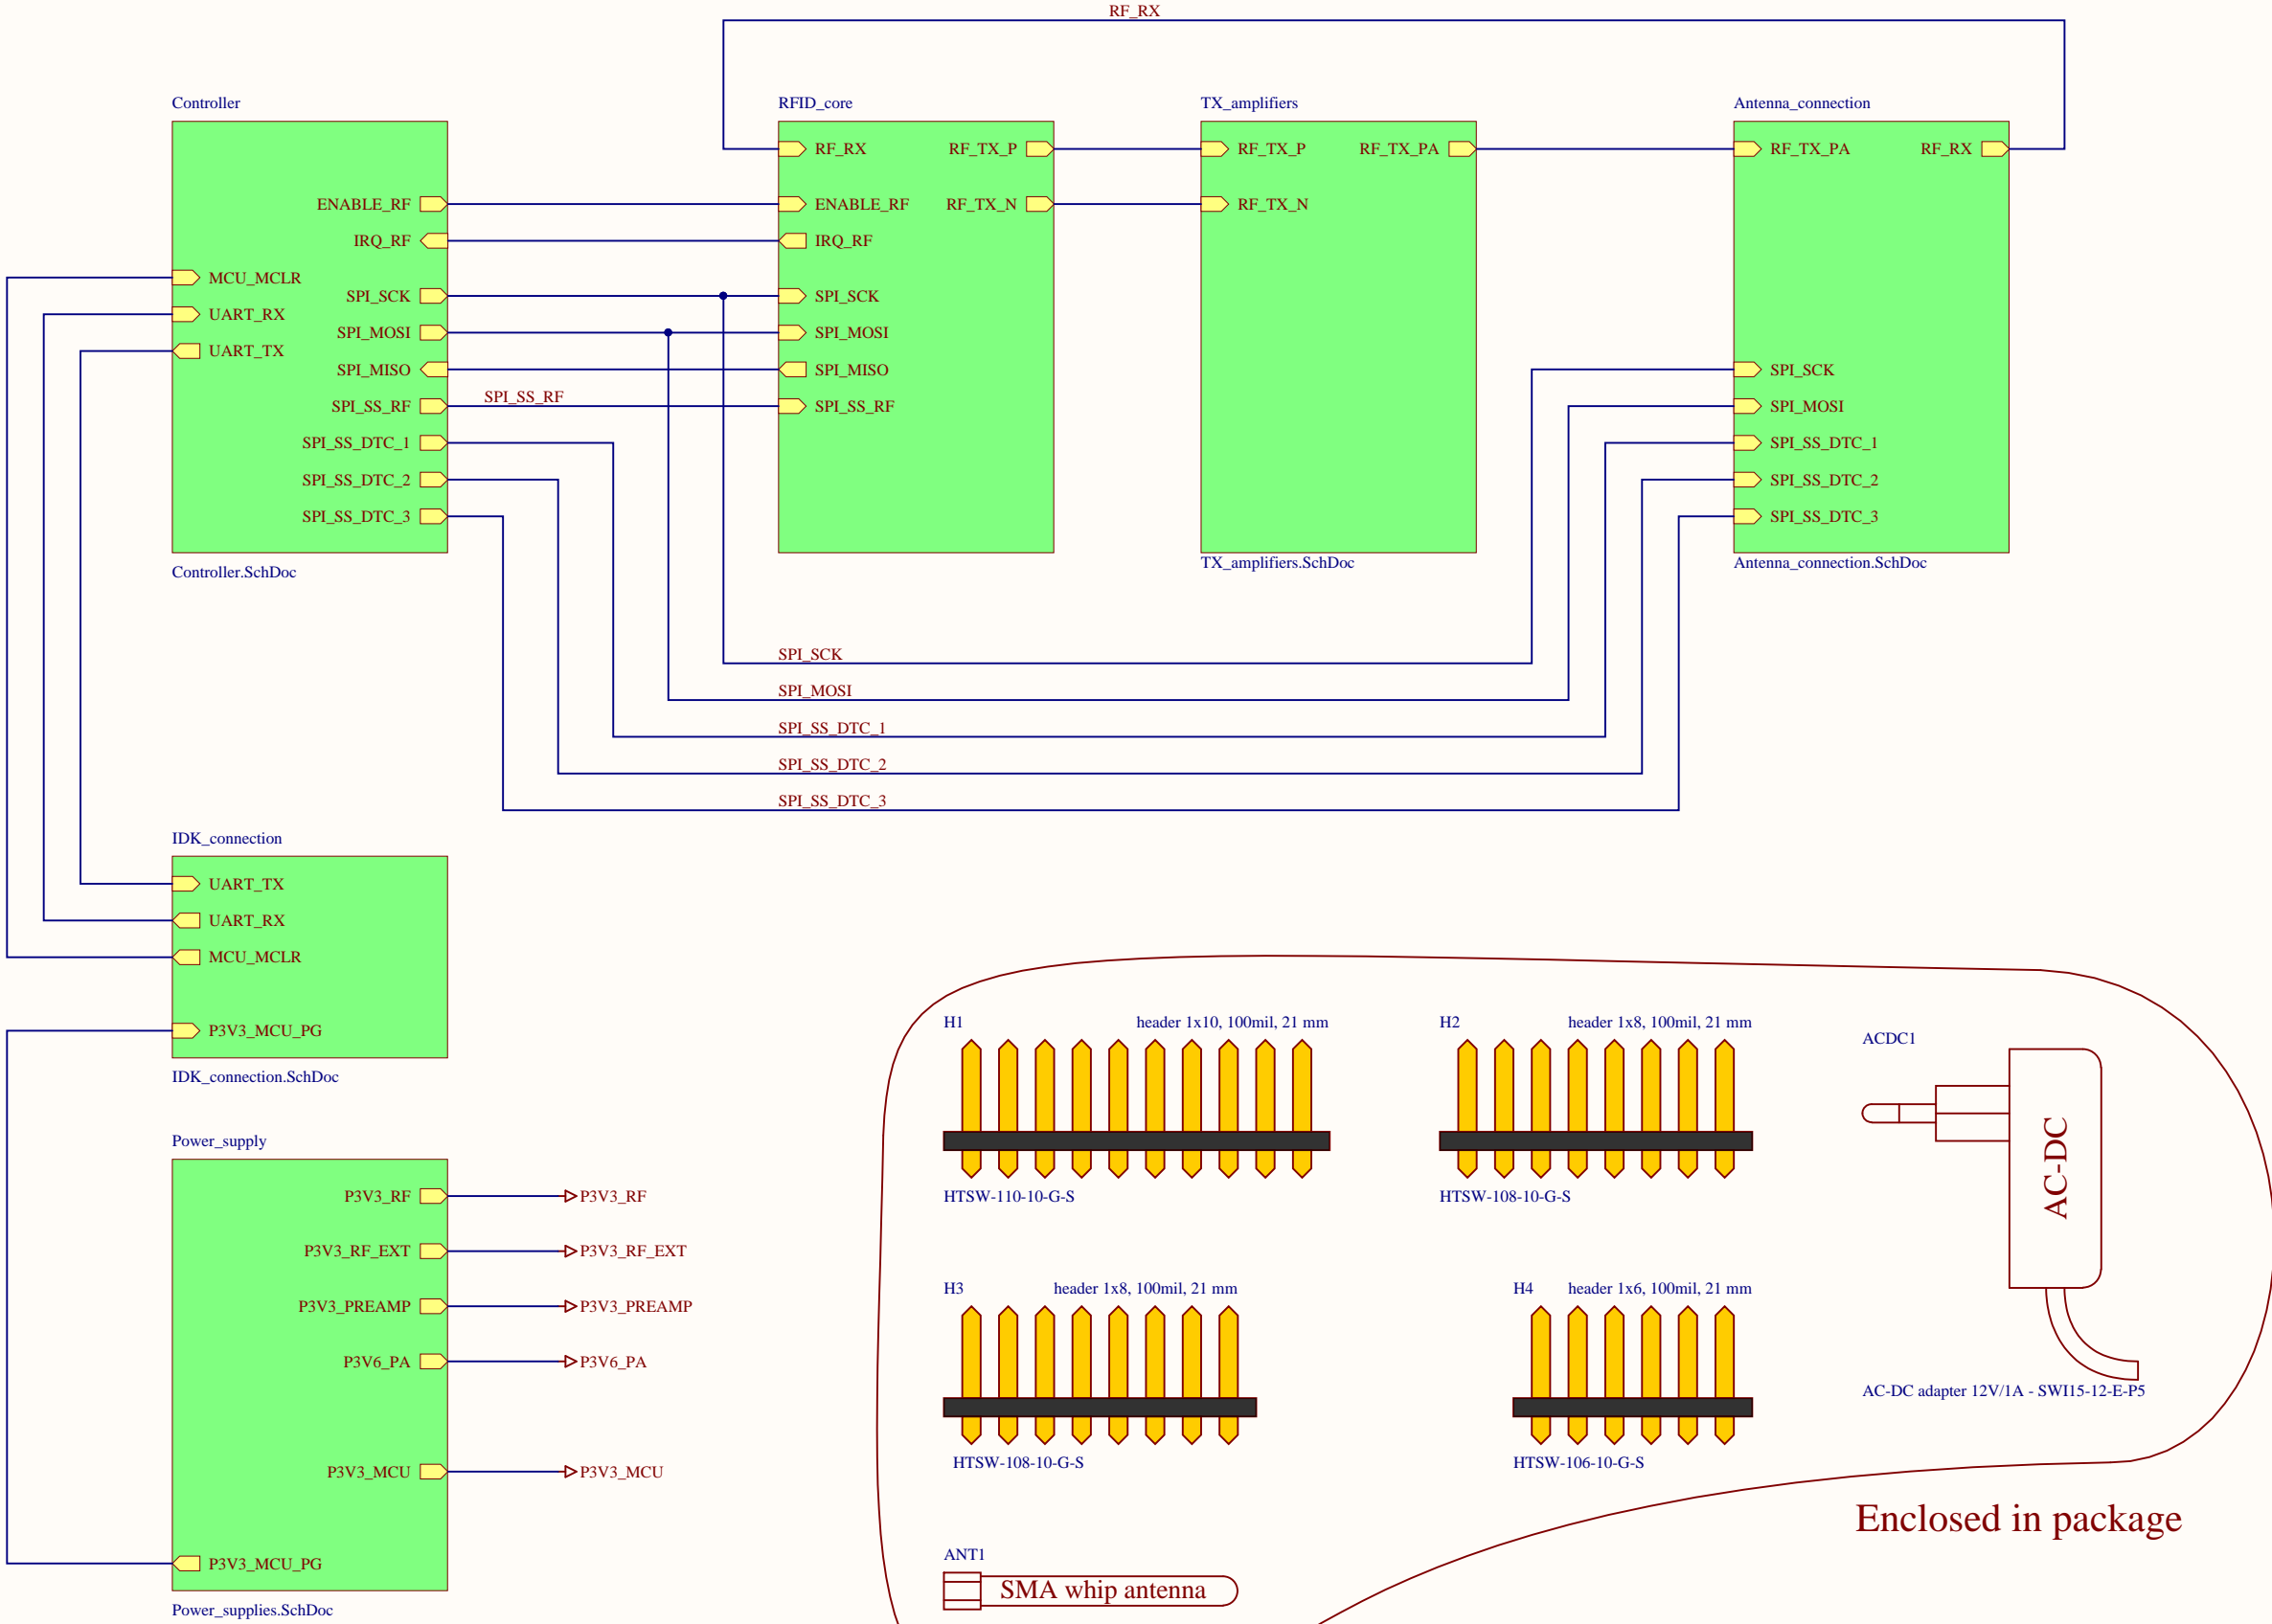 RF_RX
Controller
RFID_core
TX_amplifiers
Antenna_connection
RF_RX
RF_TX_P
RF_TX_P
RF_TX_PA
RF_TX_PA
RF_RX
ENABLE_RF
ENABLE_RF
RF_TX_N
RF_TX_N
IRQ_RF
IRQ_RF
MCU_MCLR
SPI_SCK
SPI_SCK
UART_RX
SPI_MOSI
SPI_MOSI
UART_TX
SPI_MISO
SPI_MISO
SPI_SCK
SPI_SS_RF
SPI_SS_RF
SPI_SS_RF
SPI_MOSI
SPI_SS_DTC_1
SPI_SS_DTC_1
SPI_SS_DTC_2
SPI_SS_DTC_2
SPI_SS_DTC_3
SPI_SS_DTC_3
Controller.SchDoc
TX_amplifiers.SchDoc
Antenna_connection.SchDoc
SPI_SCK
SPI_MOSI
SPI_SS_DTC_1
SPI_SS_DTC_2
SPI_SS_DTC_3
IDK_connection
UART_TX
UART_RX
MCU_MCLR
P3V3_MCU_PG
IDK_connection.SchDoc
Power_supply
P3V3_RF
P3V3_RF
P3V3_RF_EXT
P3V3_RF_EXT
P3V3_PREAMP
P3V3_PREAMP
P3V6_PA
P3V6_PA
P3V3_MCU
P3V3_MCU
P3V3_MCU_PG
Power_supplies.SchDoc
H1
header 1x10, 100mil, 21 mm
HTSW-110-10-G-S
H2
header 1x8, 100mil, 21 mm
HTSW-108-10-G-S
ACDC1
AC-DC
AC-DC adapter 12V/1A - SWI15-12-E-P5
H3
header 1x8, 100mil, 21 mm
HTSW-108-10-G-S
H4
header 1x6, 100mil, 21 mm
HTSW-106-10-G-S
Enclosed in package
ANT1
SMA whip antenna